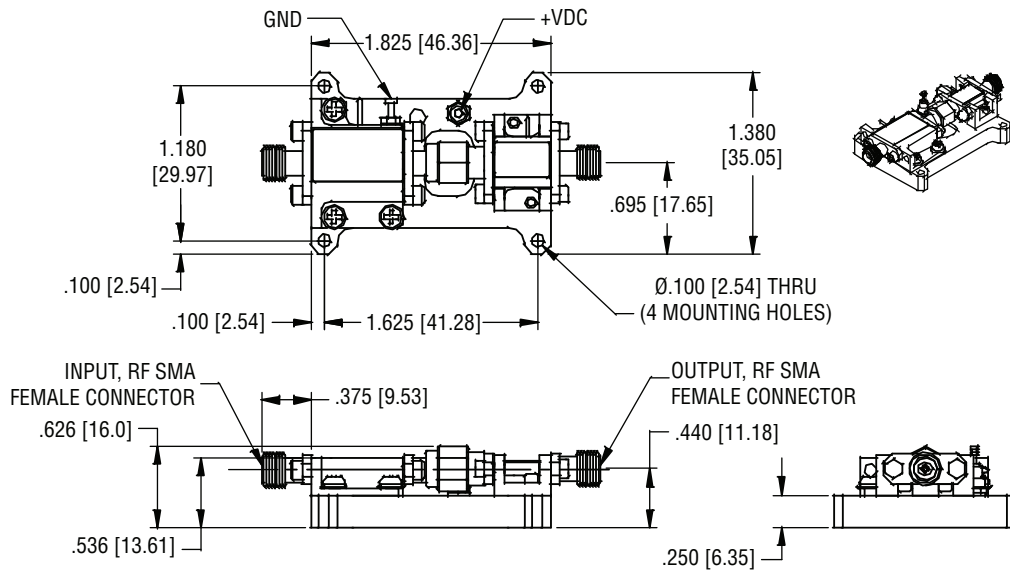 GND
+VDC
1.825 [46.36]
1.180
[29.97]
1.380
[35.05]
.695 [17.65]
.100 [2.54]
.100 [2.54]
1.625 [41.28]
Ø.100 [2.54] THRU
(4 MOUNTING HOLES)
INPUT, RF SMA
FEMALE CONNECTOR
.375 [9.53]
OUTPUT, RF SMA
FEMALE CONNECTOR
.626 [16.0]
.440 [11.18]
.536 [13.61]
.250 [6.35]